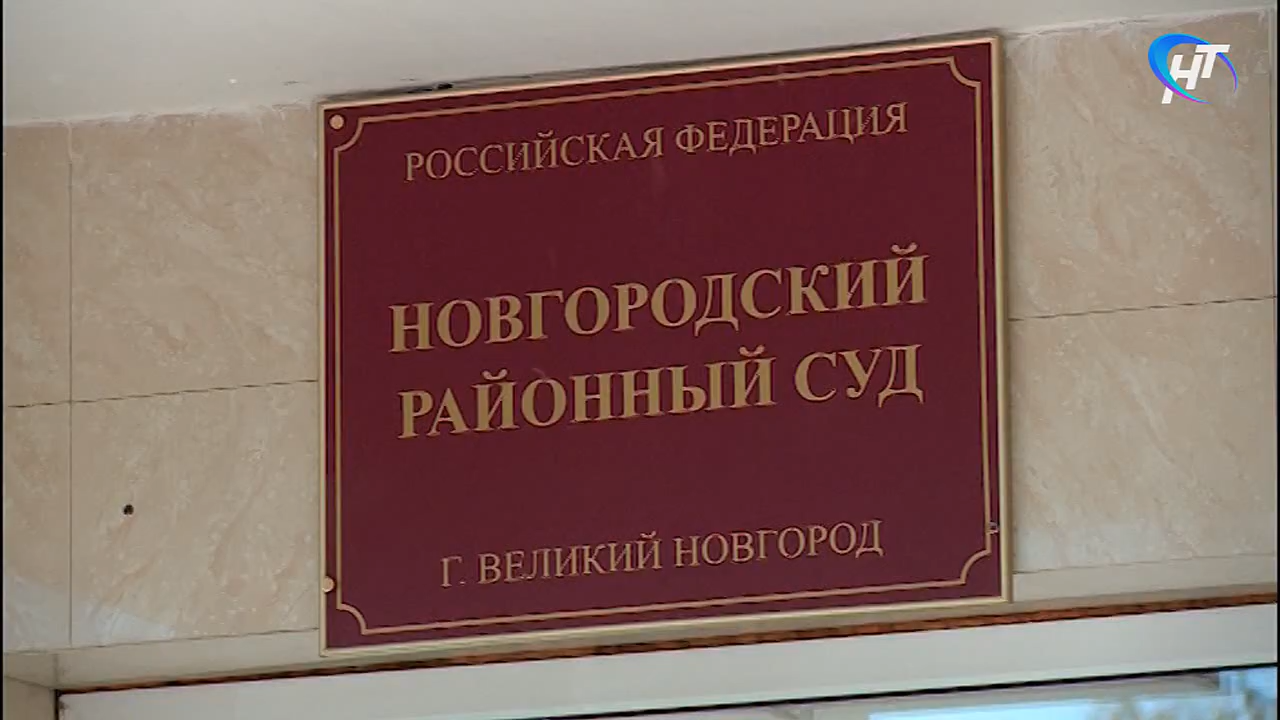 НТ
РОССИЙСКАЯ ФЕДЕРАЦИЯ
НОВГОРОДСКИЙ
РАЙОННЫЙ СУД
Г. ВЕЛИКИЙ НОВГОРОД